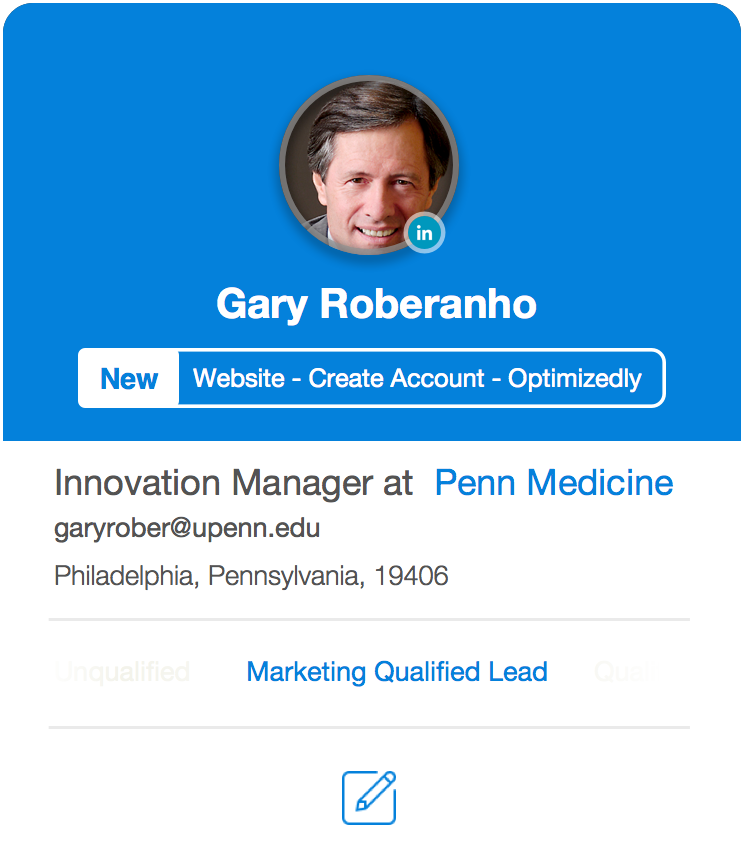 in
Gary Roberanho
New Website - Create Account - Optimizedly
Innovation Manager at Penn Medicine
garyrober@upenn.edu
Philadelphia, Pennsylvania, 19406
Unqualified Marketing Qualified Lead